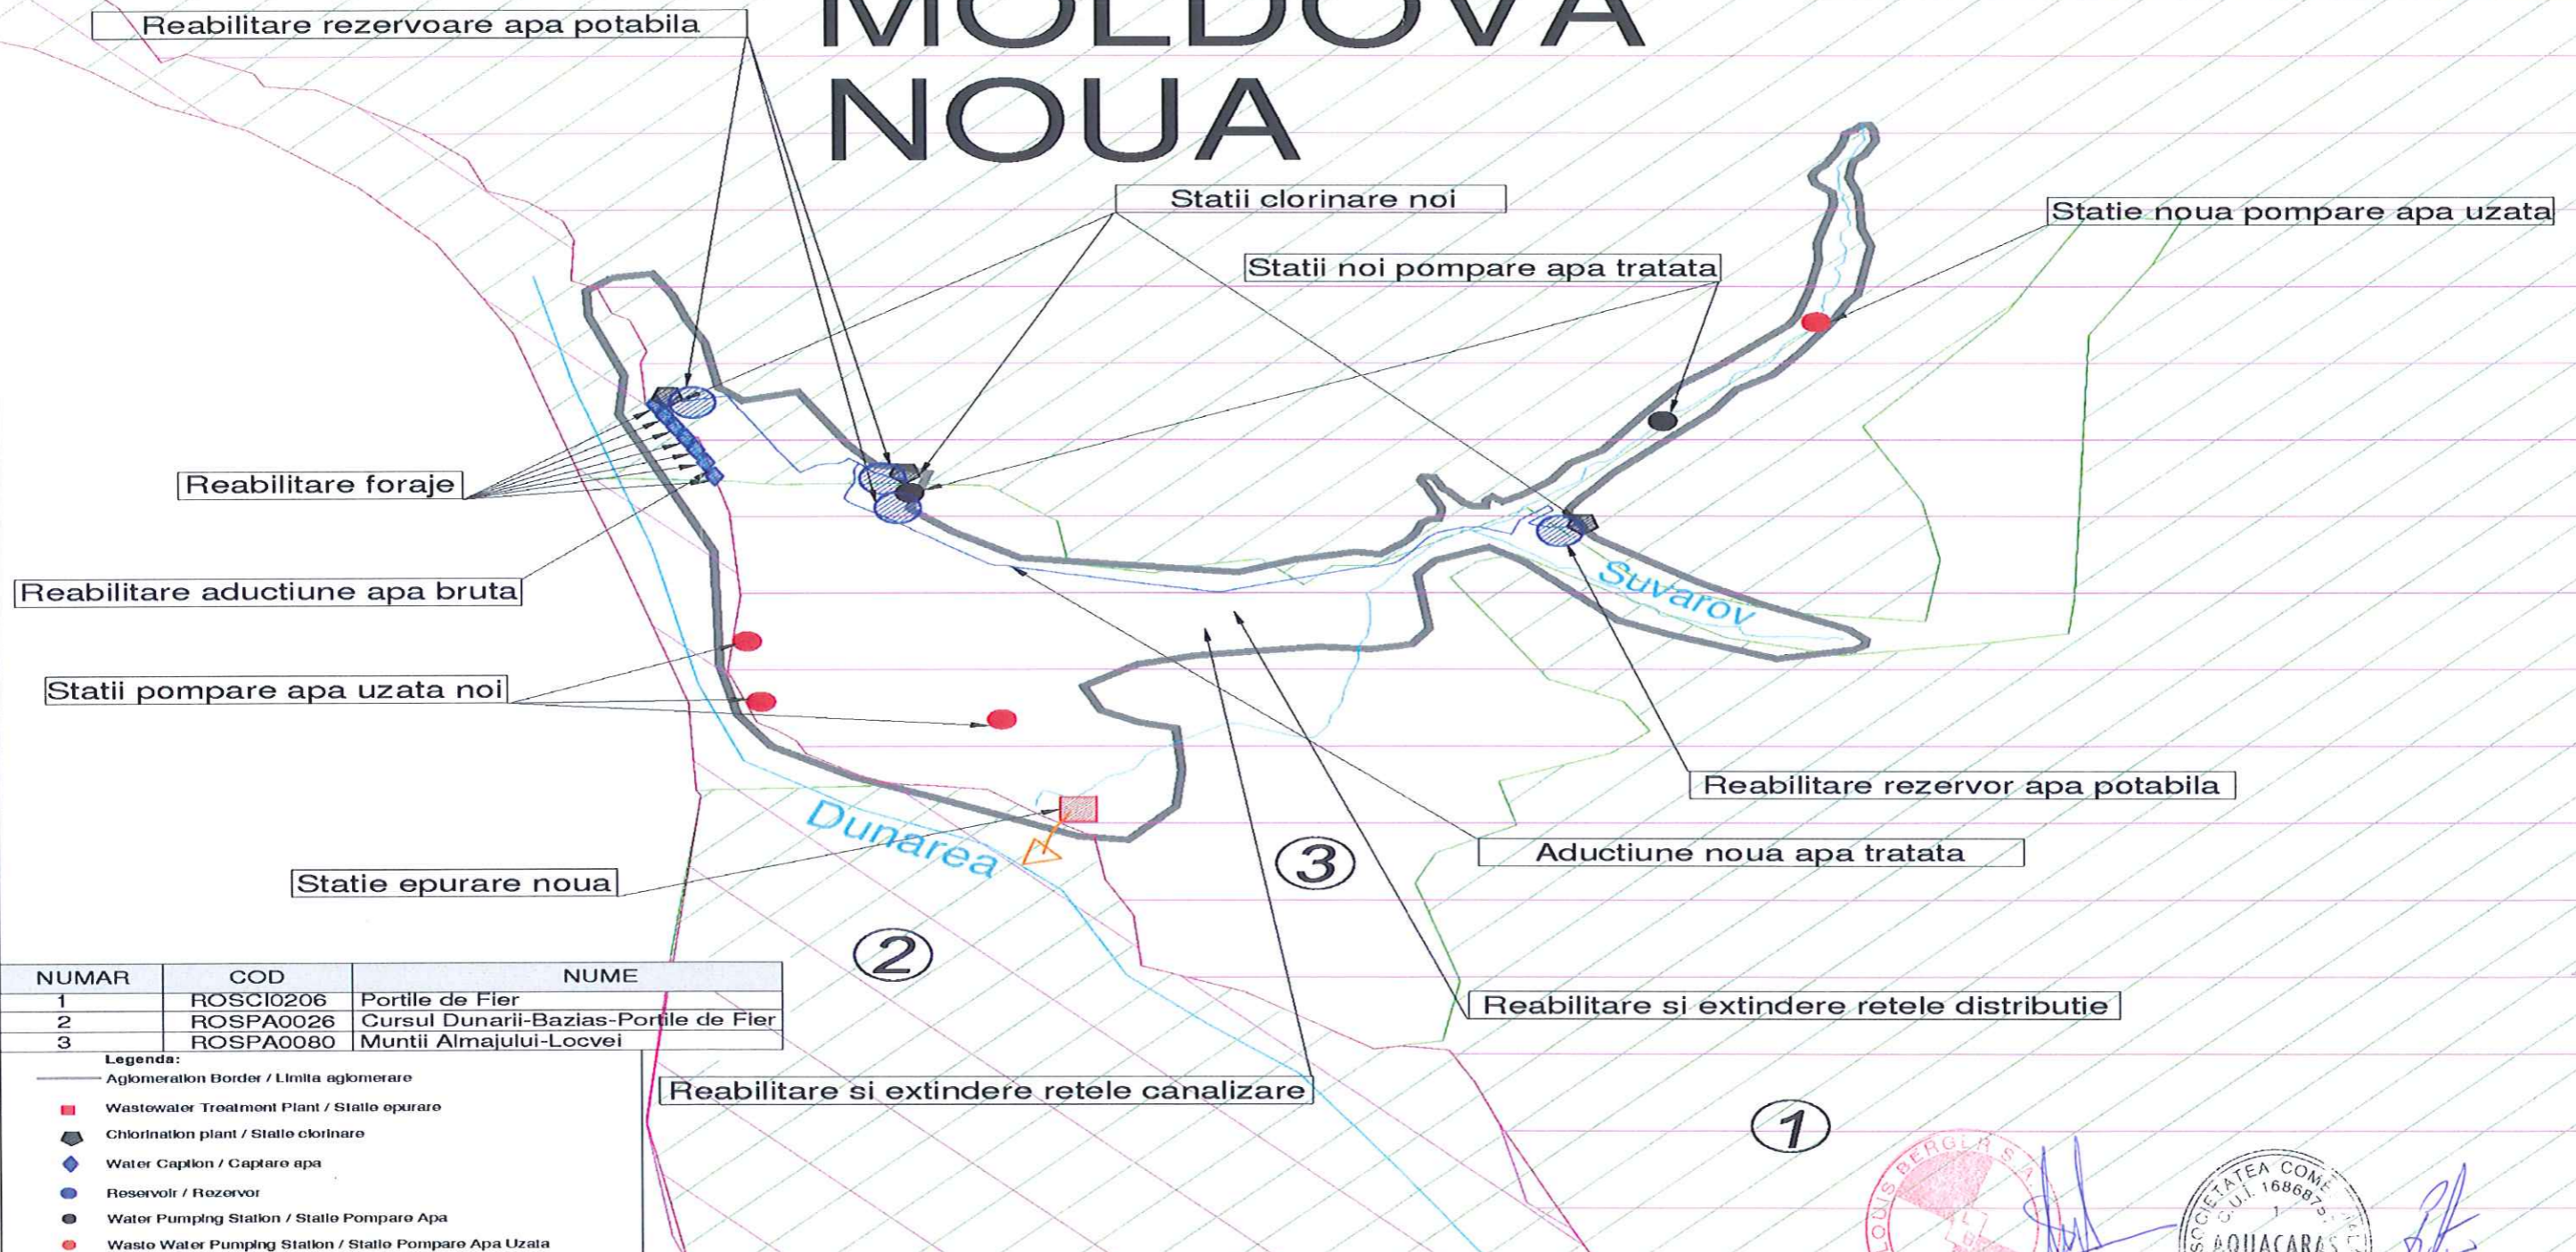 MOLDOVA
NOUA
Reabilitare rezervoare apa potabila
Statii clorinare noi
Statie noua pompare apa uzata
Statii noi pompare apa tratata
Reabilitare foraje
Reabilitare aductiune apa bruta
Suvarov
Statii pompare apa uzata noi
Reabilitare rezervor apa potabila
Dunarea
Aductiune noua apa tratata
3
Statie epurare noua
2
Reabilitare si extindere retele distributie
Reabilitare si extindere retele canalizare
1
NUMAR COD NUME
1 ROSCI0206 Portile de Fier
2 ROSPA0026 Cursul Dunarii-Bazias-Portile de Fier
3 ROSPA0080 Muntii Almajului-Locvei
Legenda:
Aglomeration Border / Limita aglomerare
Wastewater Treatment Plant / Statie epurare
Chlorination plant / Statie clorinare
Water Caption / Captare apa
Reservoir / Rezervor
Water Pumping Station / Statie Pompare Apa
Waste Water Pumping Station / Statie Pompare Apa Uzata
LOUIS BERGER S.A.
SOCIETATEA
AQUACARAS